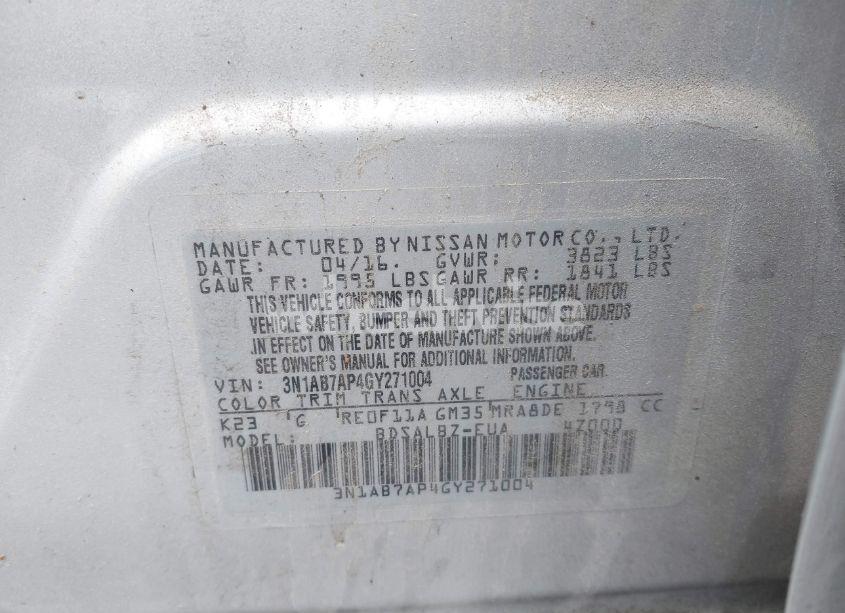 MANUFACTURED BY NISSAN MOTOR CO., LTD.
DATE: 04/16. GVWR: 3823 LBS
GAWR FR: 1995 LBS GAWR RR: 1841 LBS
THIS VEHICLE CONFORMS TO ALL APPLICABLE FEDERAL MOTOR
VEHICLE SAFETY, BUMPER AND THEFT PREVENTION STANDARDS
.IN EFFECT ON THE DATE OF MANUFACTURE SHOWN ABOVE.
SEE OWNER'S MANUAL FOR ADDITIONAL INFORMATION.
VIN: 3N1AB7AP4GY271004 PASSENGER CAR.
COLOR TRIM TRANS AXLE ENGINE
K23 'G RE0F11A GM35 MRA8DE 1798 CC
MODEL: BDSALBZ-EUA 4Z000
3N1AB7AP4GY271004